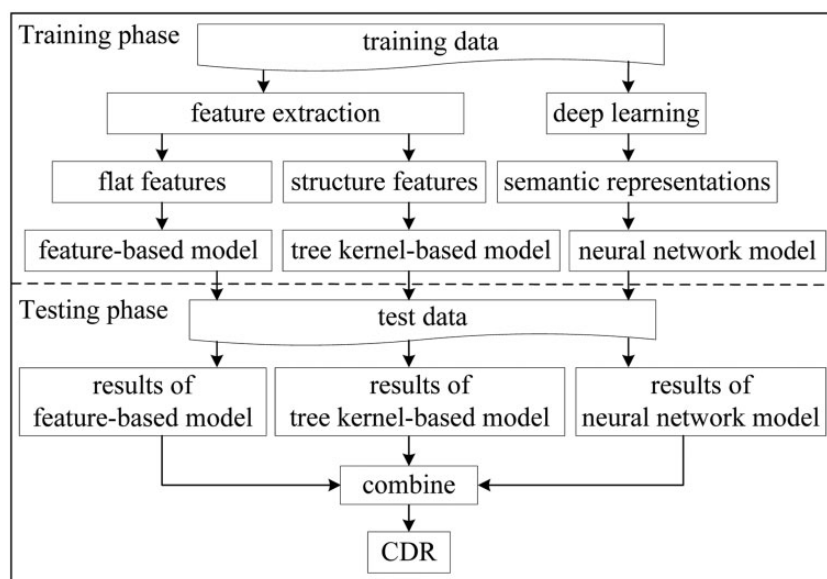 Training phase
training data
feature extraction
deep learning
flat features
structure features
semantic representations
feature-based model
tree kernel-based model
neural network model
Testing phase
test data
results of
feature-based model
results of
tree kernel-based model
results of
neural network model
combine
CDR